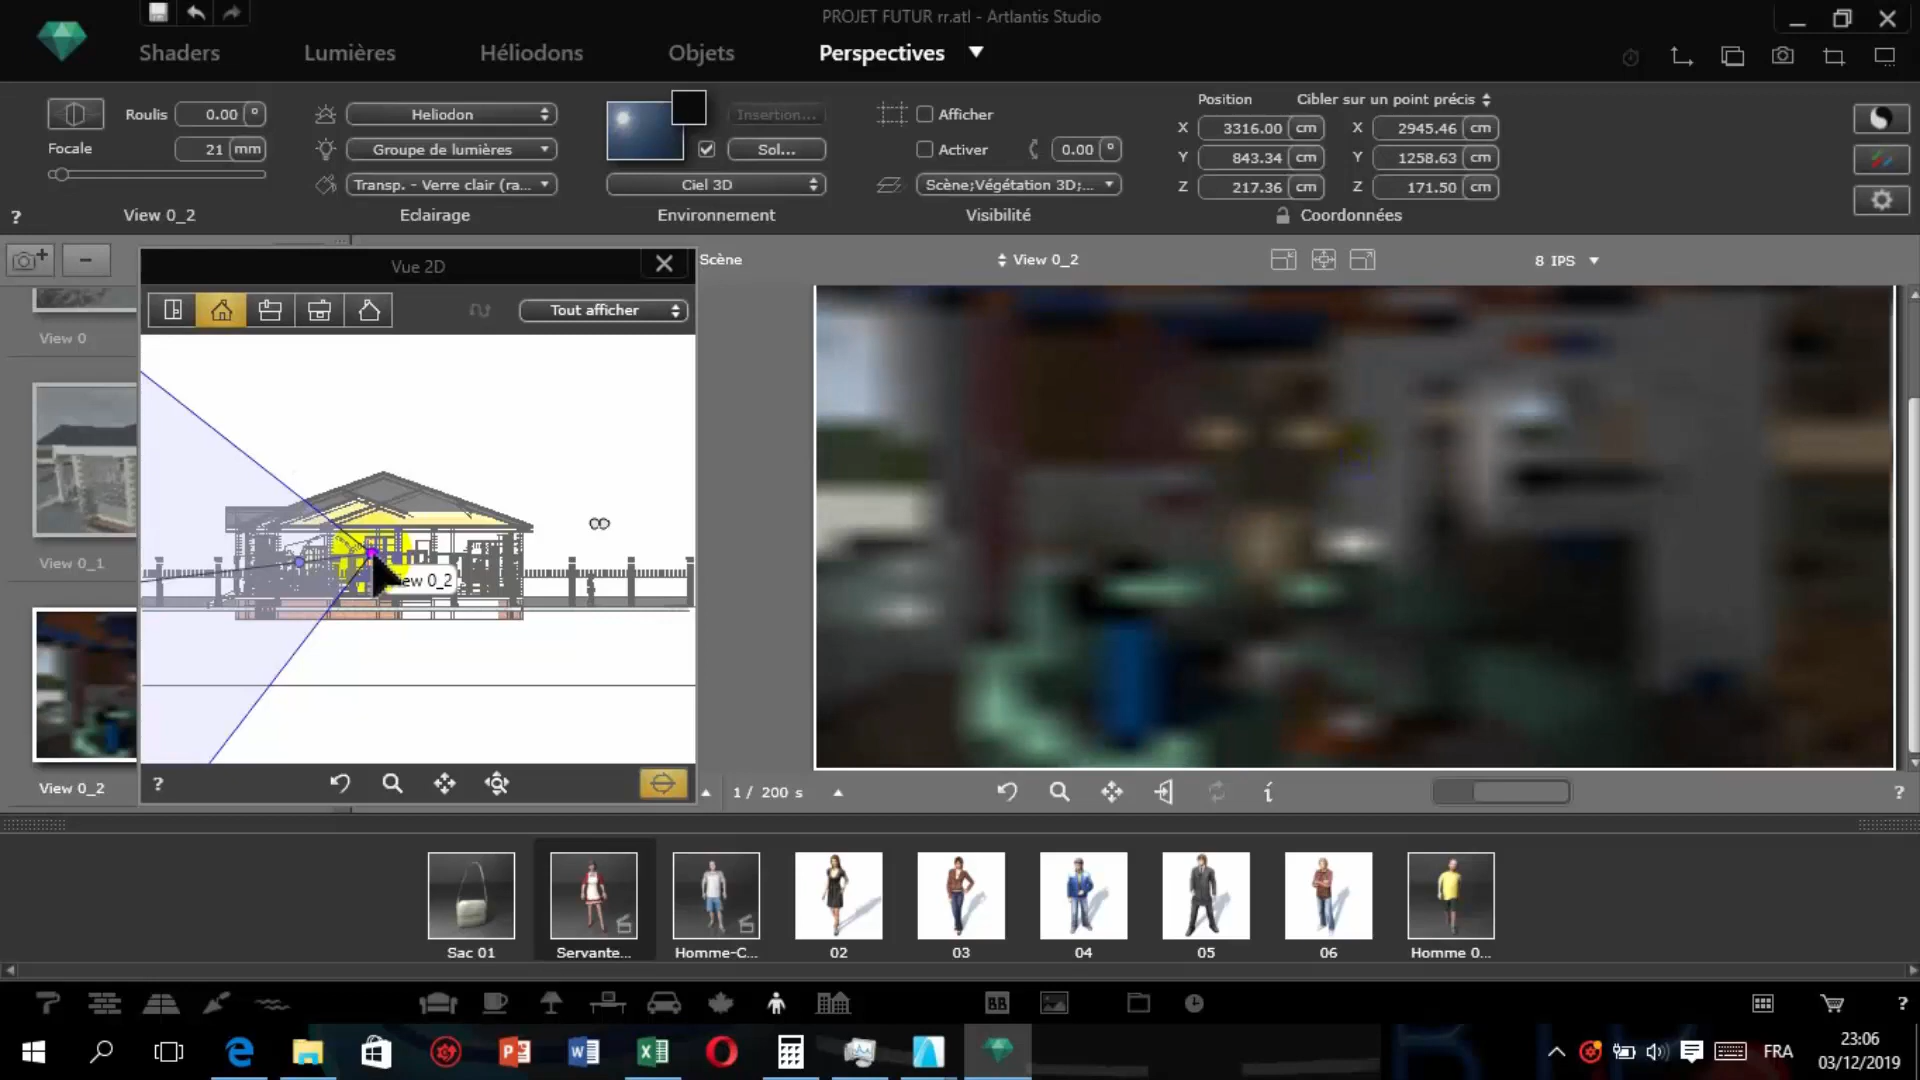 PROJET FUTUR rr.atl - Artlantis Studio
Shaders
Lumières
Héliodons
Objets
Perspectives
Roulis
0.00 °
Focale
21 mm
?
View 0_2
Heliodon
Groupe de lumières
Transp. - Verre clair (ra...
Eclairage
Insertion...
Sol...
Ciel 3D
Environnement
Afficher
Activer
0.00 °
Scène;Végétation 3D;...
Visibilité
Position
Cibler sur un point précis
X 3316.00 cm
X 2945.46 cm
Y 843.34 cm
Y 1258.63 cm
Z 217.36 cm
Z 171.50 cm
Coordonnées
Vue 2D
Scène
View 0_2
8 IPS
Tout afficher
View 0
View 0_1
View 0_2
iew 0_2
?
1 / 200 s
i
?
Sac 01
Servante...
Homme-C...
02
03
04
05
06
Homme 0...
BB
?
FRA
23:06
03/12/2019